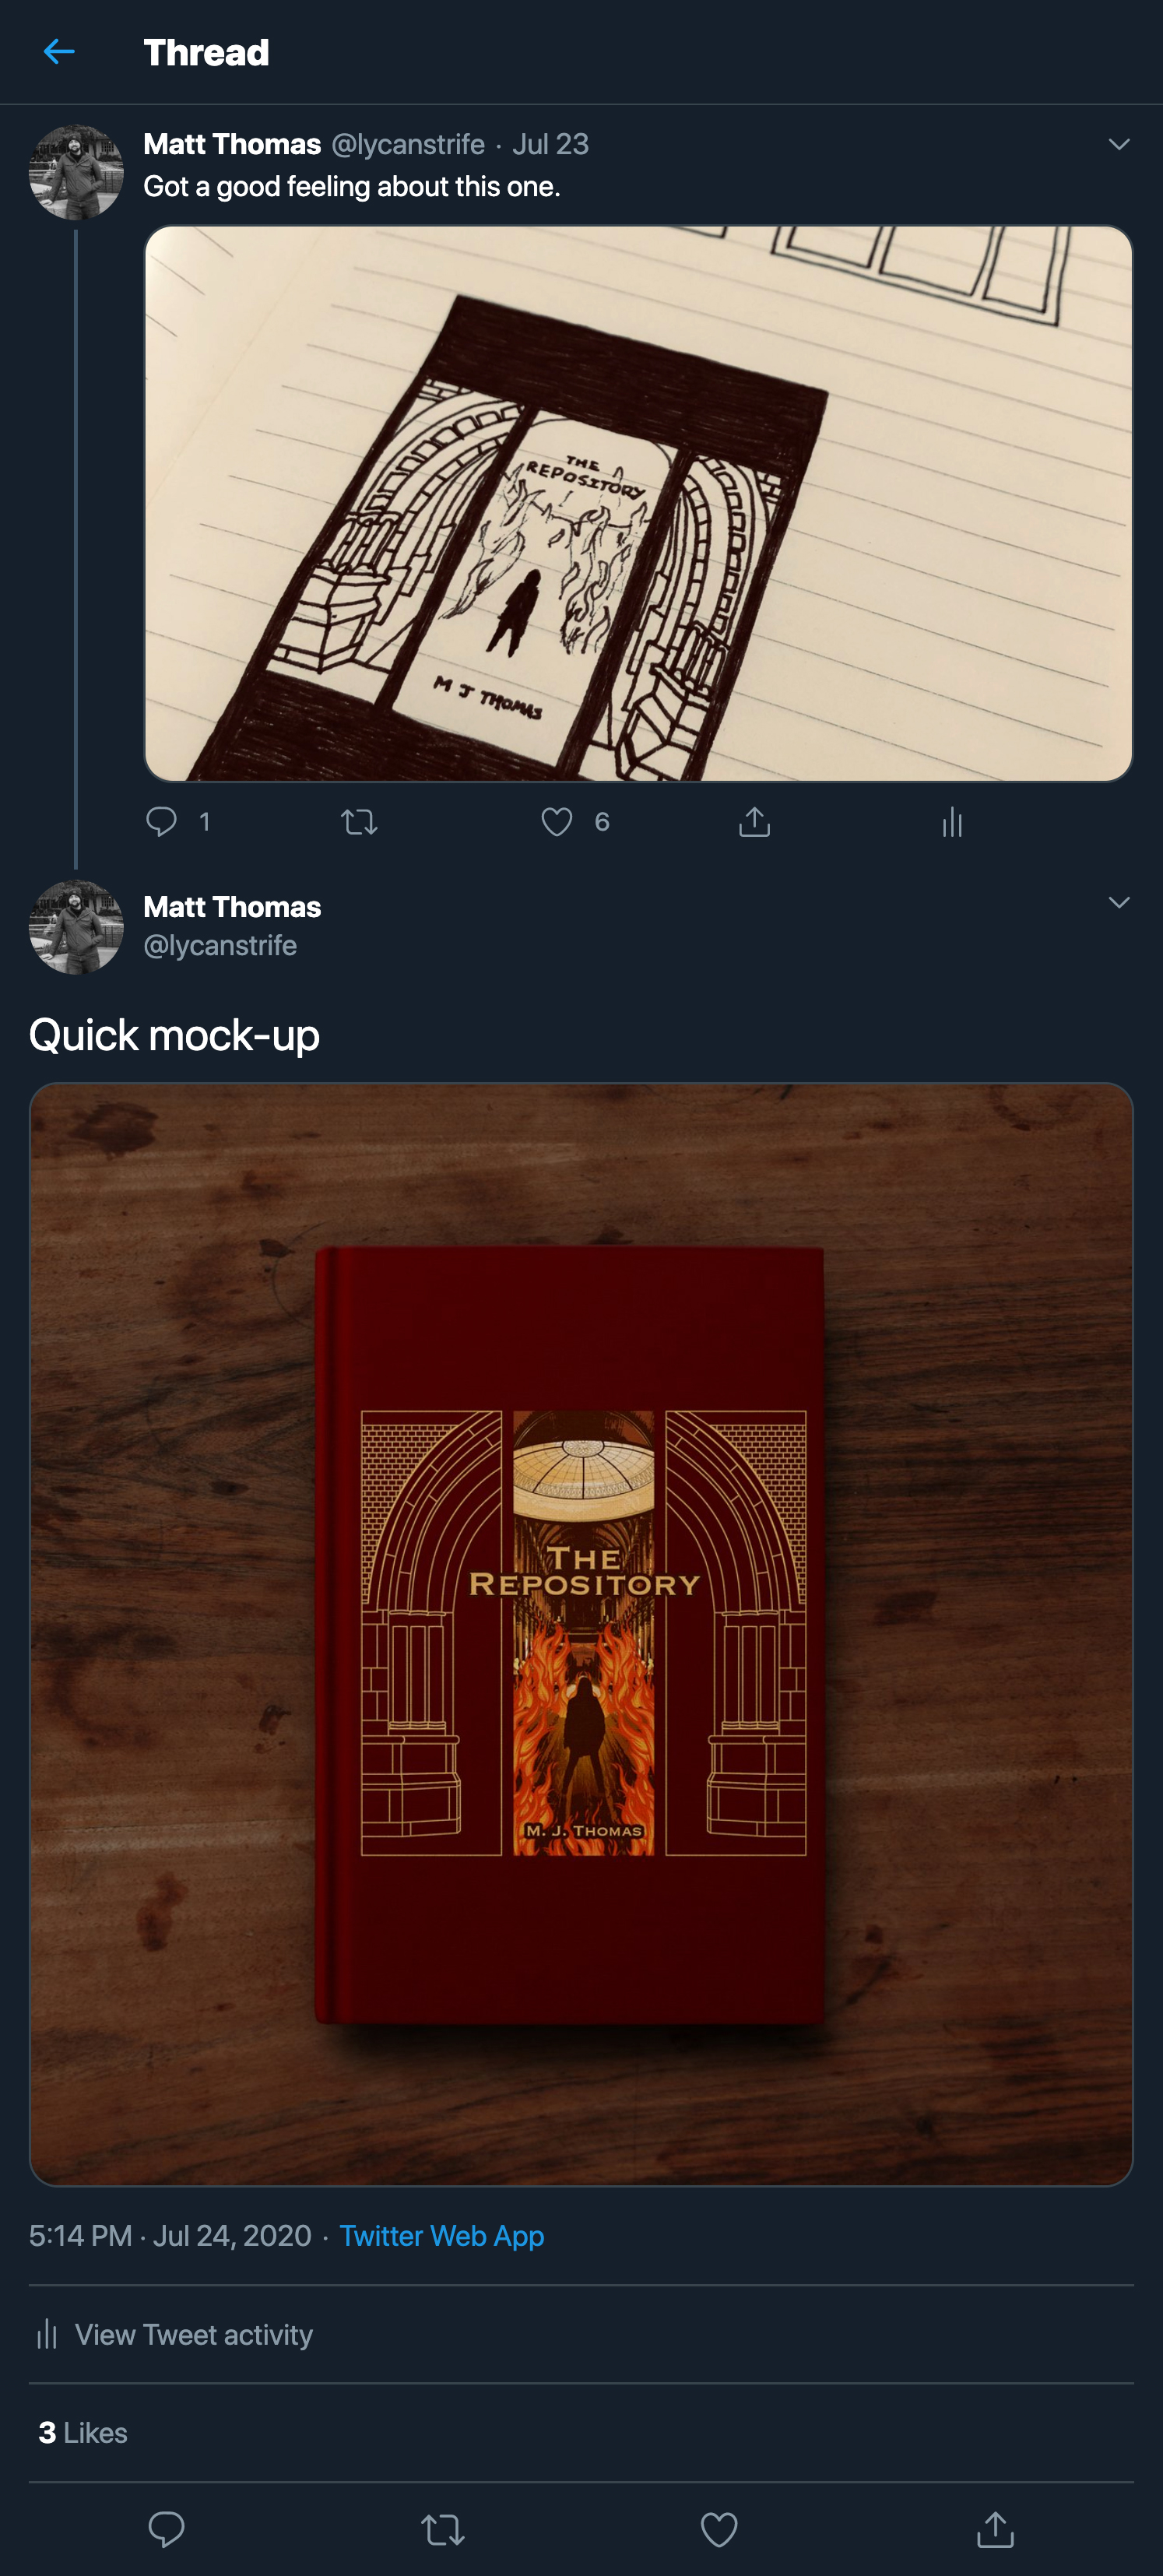 Thread
Matt Thomas @lycanstrife · Jul 23
Got a good feeling about this one.
THE
REPOSITORY
M J THOMAS
1
6
Matt Thomas
@lycanstrife
Quick mock-up
THE
REPOSITORY
M. J. THOMAS
5:14 PM · Jul 24, 2020 · Twitter Web App
View Tweet activity
3 Likes